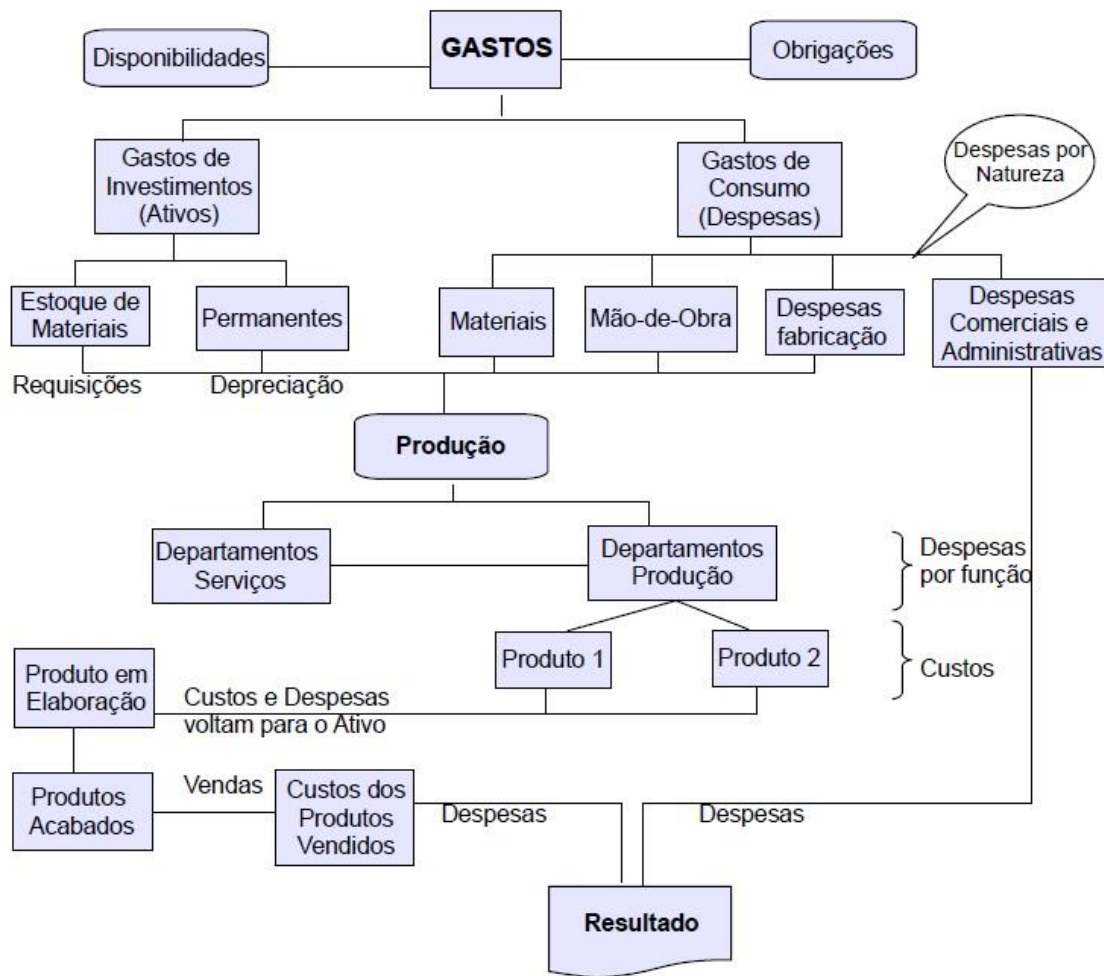 GASTOS
Disponibilidades
Obrigações
Gastos de
Investimentos
(Ativos)
Gastos de
Consumo
(Despesas)
Despesas por
Natureza
Estoque de
Materiais
Permanentes
Materiais
Mão-de-Obra
Despesas
fabricação
Despesas
Comerciais e
Administrativas
Requisições
Depreciação
Produção
Departamentos
Serviços
Departamentos
Produção
Despesas
por função
Produto 1
Produto 2
Custos
Produto em
Elaboração
Custos e Despesas
voltam para o Ativo
Produtos
Acabados
Vendas
Custos dos
Produtos
Vendidos
Despesas
Despesas
Resultado